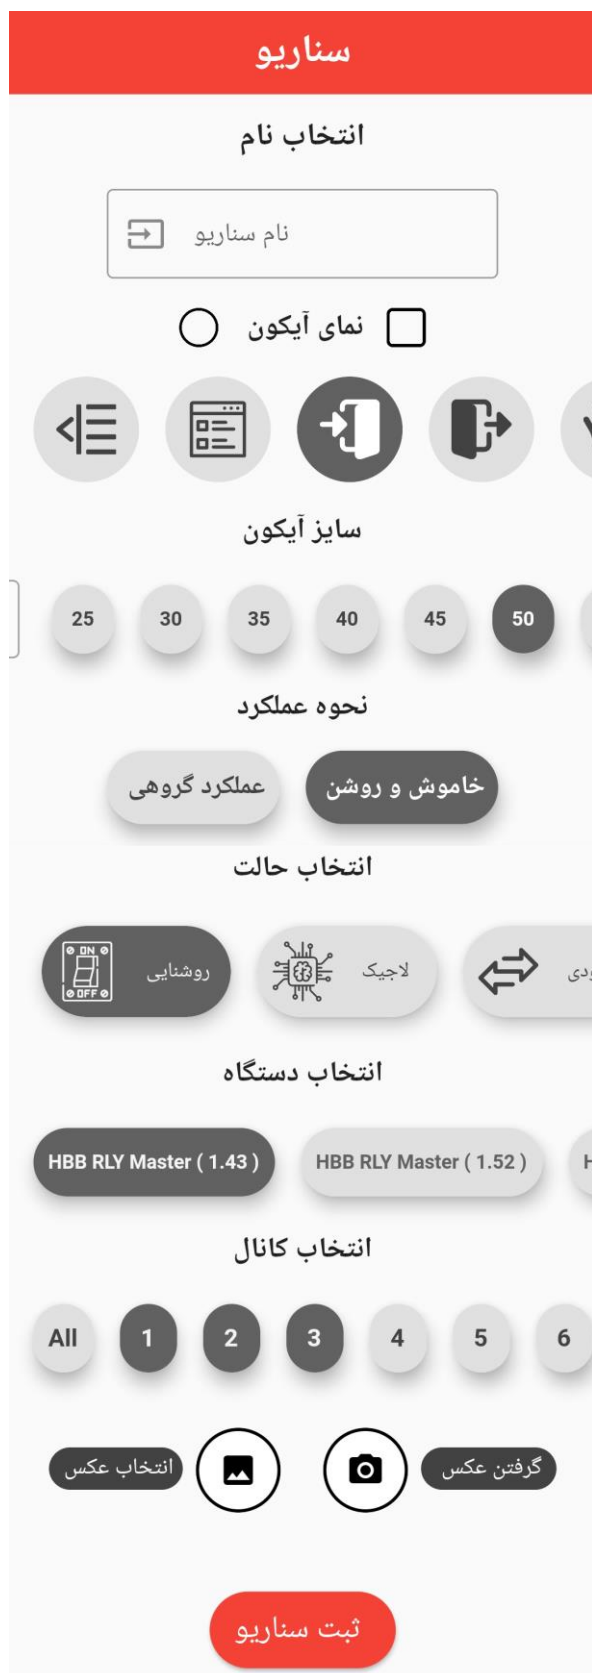 سناریو
انتخاب نام
نام سناریو
نمای آیکون
سایز آیکون
25 30 35 40 45 50
نحوه عملکرد
خاموش و روشن عملکرد گروهی
انتخاب حالت
روشنایی لاجیک
ON
OFF
انتخاب دستگاه
HBB RLY Master ( 1.43 ) HBB RLY Master ( 1.52 )
انتخاب کانال
All 1 2 3 4 5 6
گرفتن عکس انتخاب عکس
ثبت سناریو